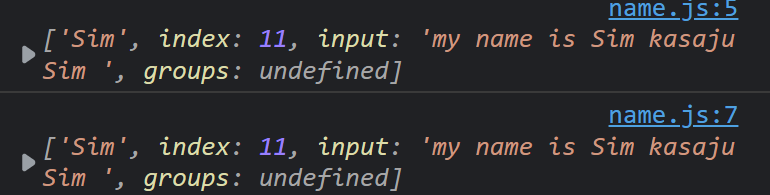 name.js:5
['Sim', index: 11, input: 'my name is Sim kasaju
Sim ', groups: undefined]
name.js:7
['Sim', index: 11, input: 'my name is Sim kasaju
Sim ', groups: undefined]